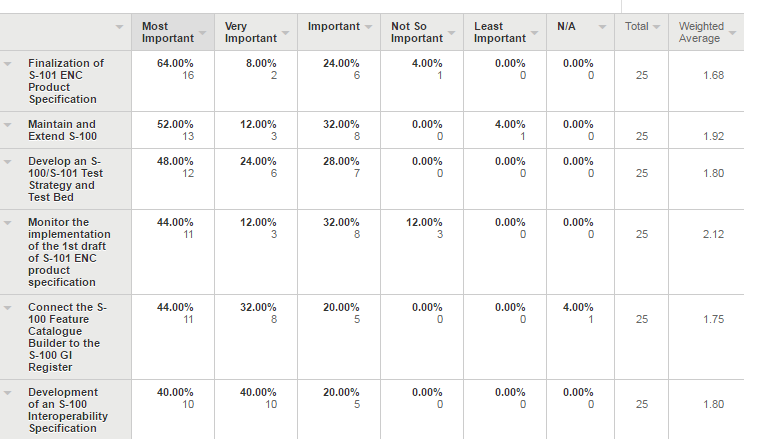 Most Important Very Important Important Not So Important Least Important N/A Total Weighted Average
Finalization of S-101 ENC Product Specification 64.00% 16 8.00% 2 24.00% 6 4.00% 1 0.00% 0 0.00% 0 25 1.68
Maintain and Extend S-100 52.00% 13 12.00% 3 32.00% 8 0.00% 0 4.00% 1 0.00% 0 25 1.92
Develop an S-100/S-101 Test Strategy and Test Bed 48.00% 12 24.00% 6 28.00% 7 0.00% 0 0.00% 0 0.00% 0 25 1.80
Monitor the implementation of the 1st draft of S-101 ENC product specification 44.00% 11 12.00% 3 32.00% 8 12.00% 3 0.00% 0 0.00% 0 25 2.12
Connect the S-100 Feature Catalogue Builder to the S-100 GI Register 44.00% 11 32.00% 8 20.00% 5 0.00% 0 0.00% 0 4.00% 1 25 1.75
Development of an S-100 Interoperability Specification 40.00% 10 40.00% 10 20.00% 5 0.00% 0 0.00% 0 0.00% 0 25 1.80